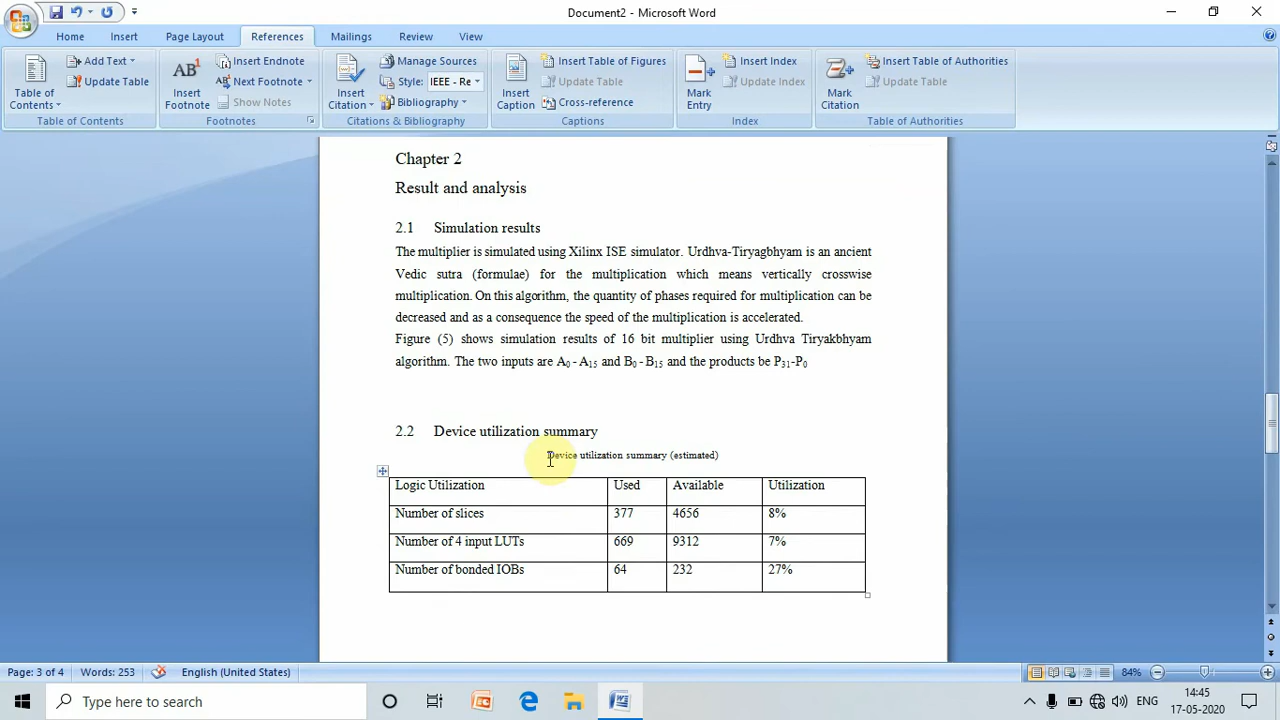 Document2 - Microsoft Word
Home Insert Page Layout References Mailings Review View
Table of Contents
Add Text
Update Table
Table of Contents
AB1
Insert Footnote
Insert Endnote
AB1 Next Footnote
Show Notes
Footnotes
Insert Citation
Manage Sources
Style: IEEE - Re
Bibliography
Citations & Bibliography
Insert Caption
Insert Table of Figures
Update Table
Cross-reference
Captions
Mark Entry
Insert Index
Update Index
Index
Mark Citation
Insert Table of Authorities
Update Table
Table of Authorities
Chapter 2
Result and analysis
2.1 Simulation results
The multiplier is simulated using Xilinx ISE simulator. Urdhva-Tiryagbhyam is an ancient
Vedic sutra (formulae) for the multiplication which means vertically crosswise
multiplication. On this algorithm, the quantity of phases required for multiplication can be
decreased and as a consequence the speed of the multiplication is accelerated.
Figure (5) shows simulation results of 16 bit multiplier using Urdhva Tiryakbhyam
algorithm. The two inputs are A0 - A15 and B0 - B15 and the products be P31-P0
2.2 Device utilization summary
Device utilization summary (estimated)
Logic Utilization Used Available Utilization
Number of slices 377 4656 8%
Number of 4 input LUTs 669 9312 7%
Number of bonded IOBs 64 232 27%
Page: 3 of 4 Words: 253 English (United States) 84%
Type here to search
ENG
14:45
17-05-2020